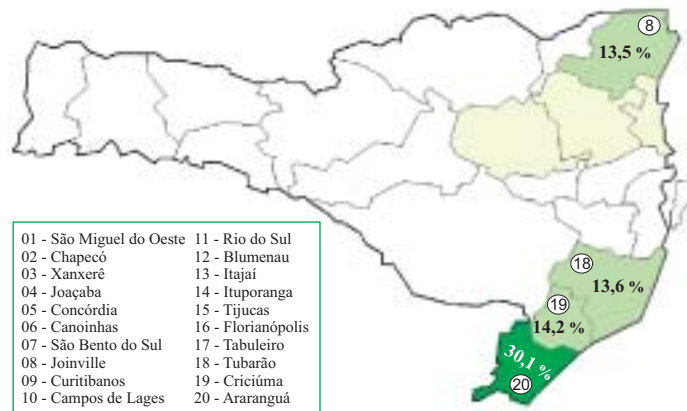 8
13,5 %
18
13,6 %
19
14,2 %
30,1 %
20
01 - São Miguel do Oeste
02 - Chapecó
03 - Xanxerê
04 - Joaçaba
05 - Concórdia
06 - Canoinhas
07 - São Bento do Sul
08 - Joinville
09 - Curitibanos
10 - Campos de Lages
11 - Rio do Sul
12 - Blumenau
13 - Itajaí
14 - Ituporanga
15 - Tijucas
16 - Florianópolis
17 - Tabuleiro
18 - Tubarão
19 - Criciúma
20 - Araranguá